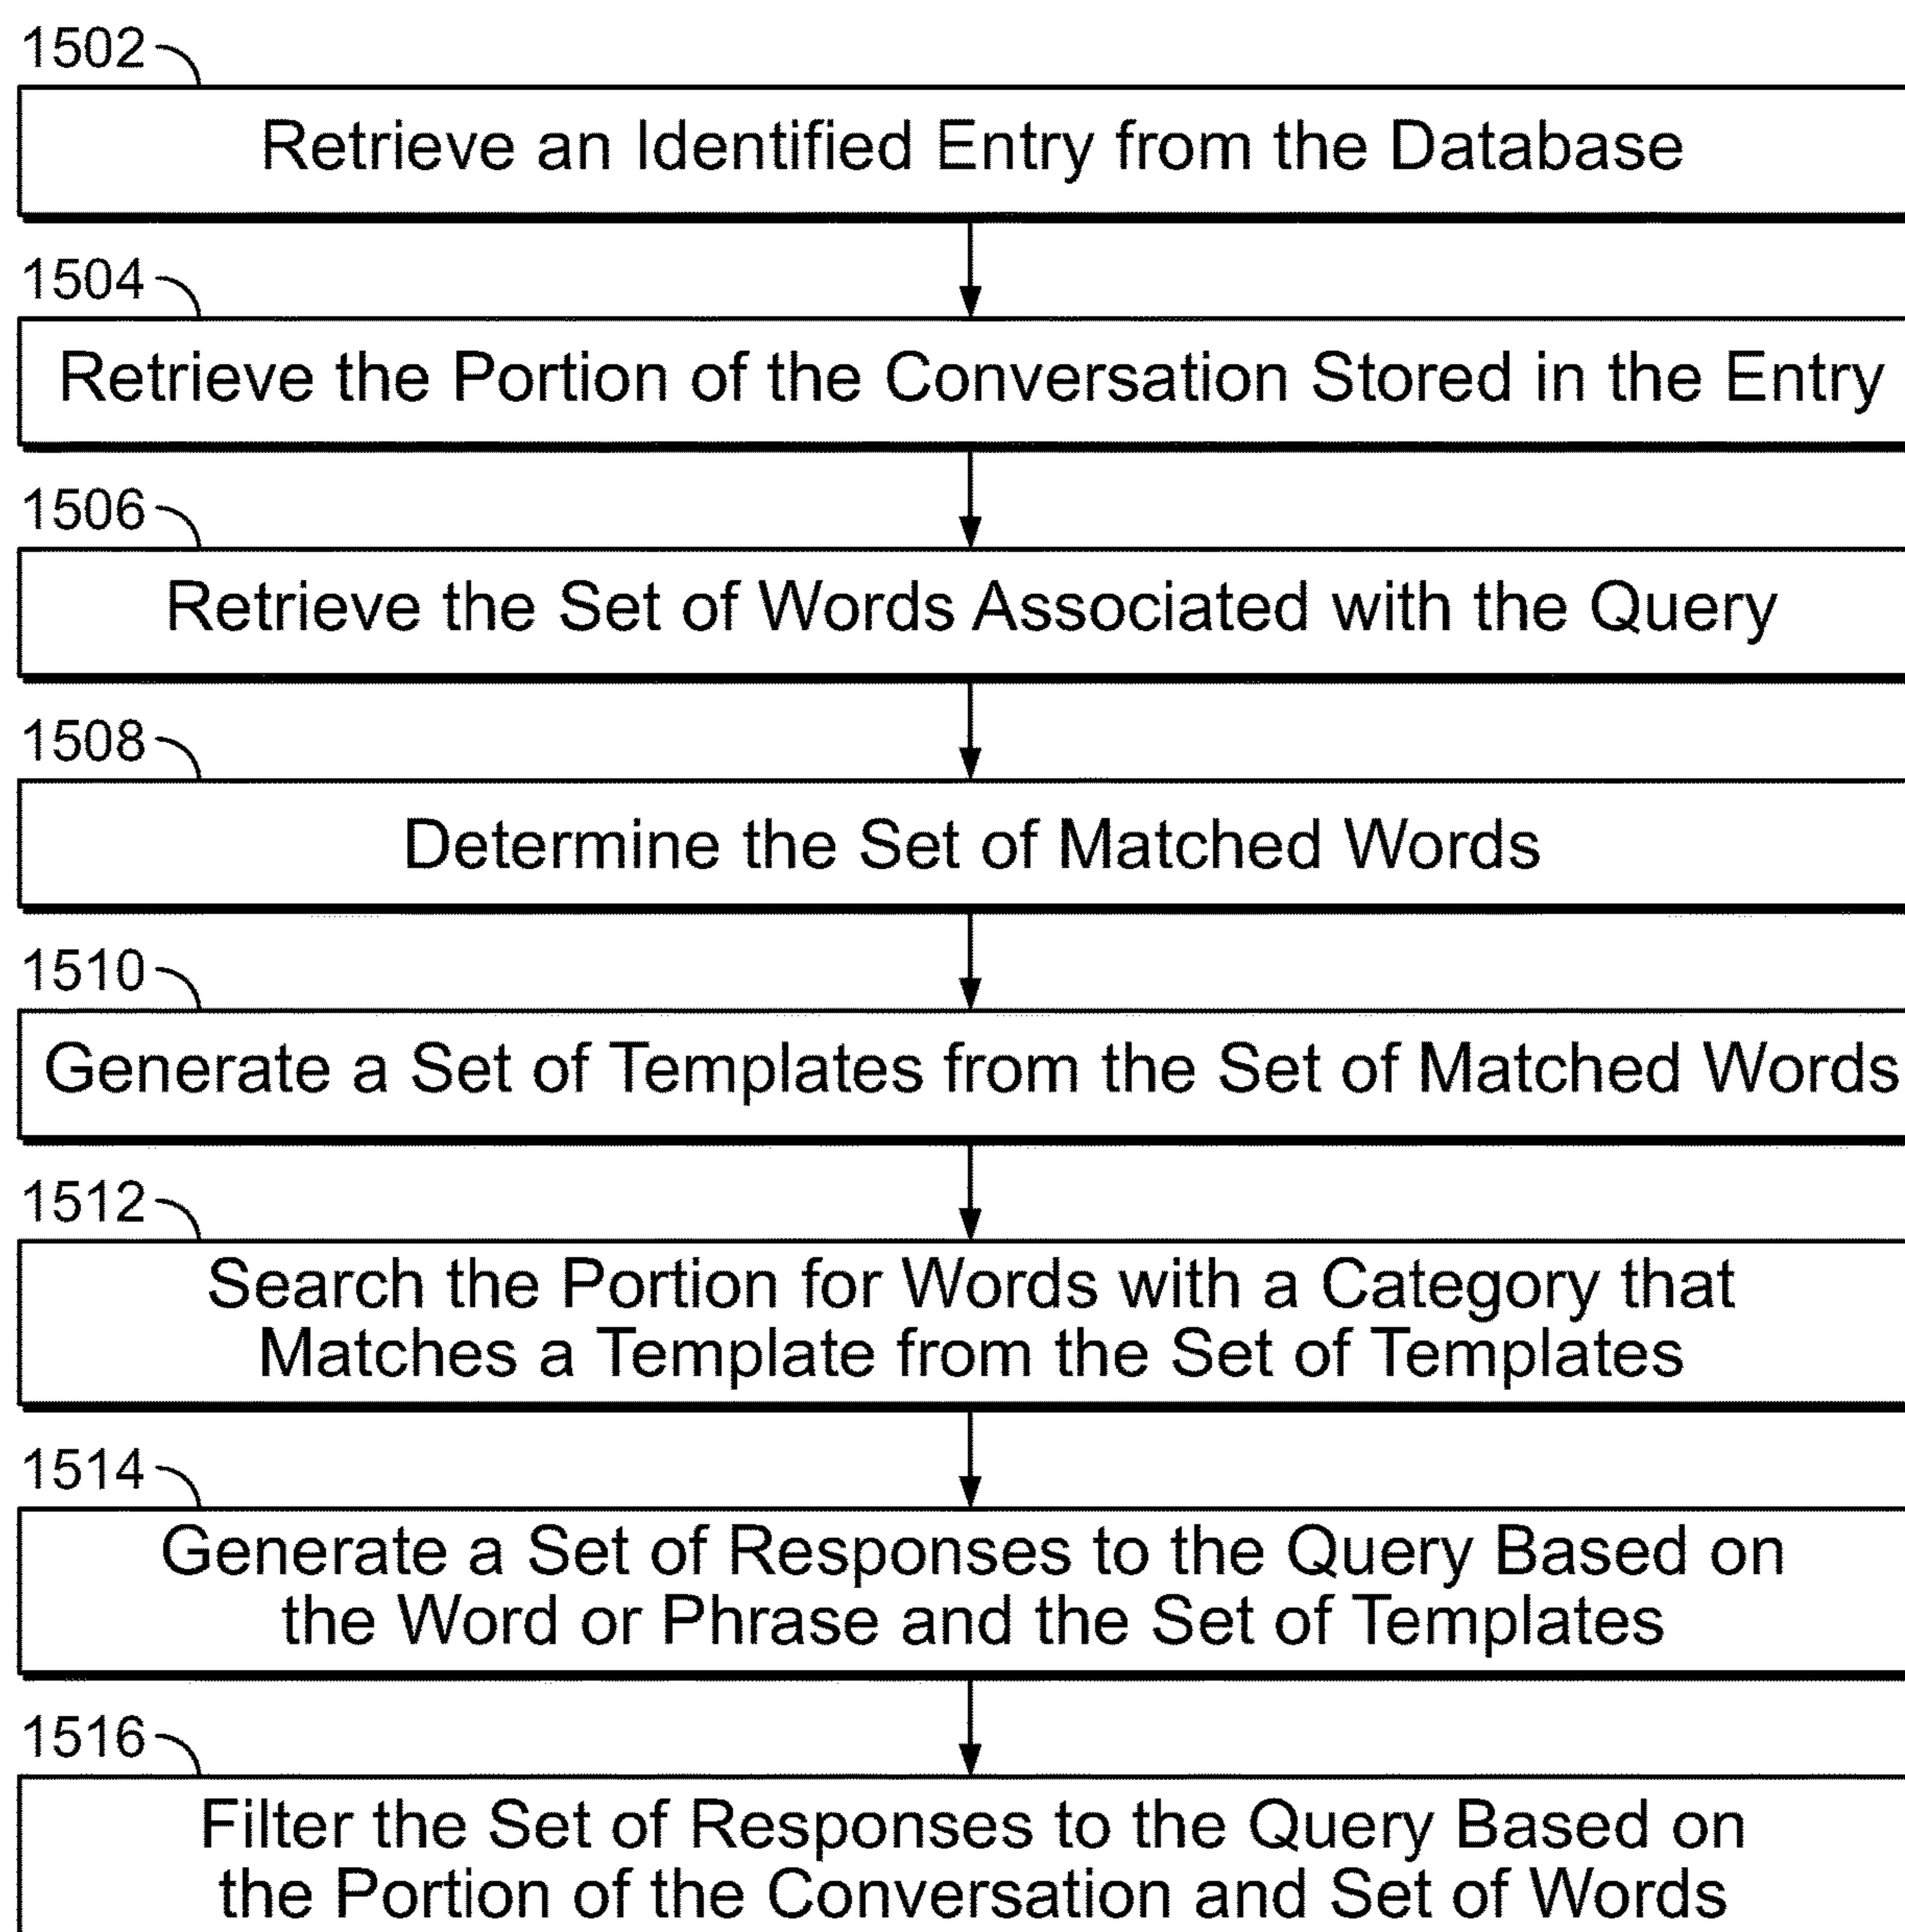 1502
Retrieve an Identified Entry from the Database
1504
Retrieve the Portion of the Conversation Stored in the Entry
1506
Retrieve the Set of Words Associated with the Query
1508
Determine the Set of Matched Words
1510
Generate a Set of Templates from the Set of Matched Words
1512
Search the Portion for Words with a Category that
Matches a Template from the Set of Templates
1514
Generate a Set of Responses to the Query Based on
the Word or Phrase and the Set of Templates
1516
Filter the Set of Responses to the Query Based on
the Portion of the Conversation and Set of Words